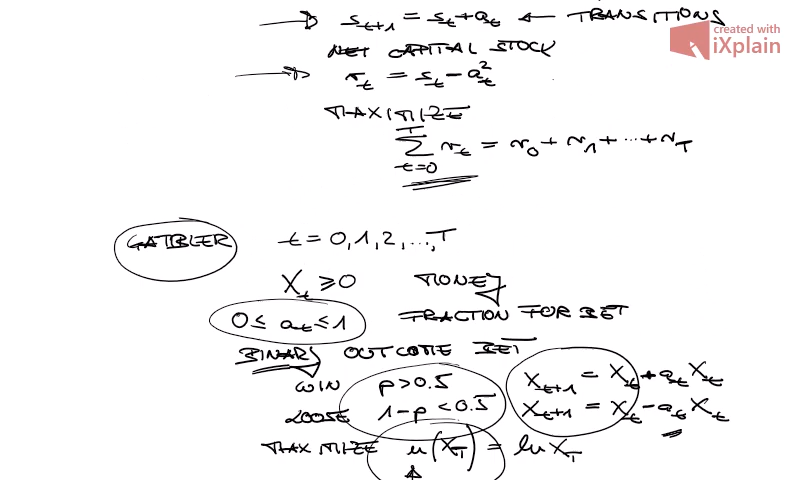 s_{t+1} = s_t + a_t ← TRANSITIONS
created with
iXplain
NET CAPITAL STOCK
r_t = s_t - a_t^2
MAXIMIZE
\sum_{t=0}^{T} r_t = r_0 + r_1 + ... + r_T
GAMBLER t = 0, 1, 2, ..., T
X_t ≥ 0 MONEY
0 ≤ a_t ≤ 1 FRACTION FOR BET
BINARY OUTCOME BET
WIN p > 0.5 X_{t+1} = X_t + a_t X_t
LOOSE 1-p < 0.5 X_{t+1} = X_t - a_t X_t
MAXIMIZE u(X_T) = ln X_T